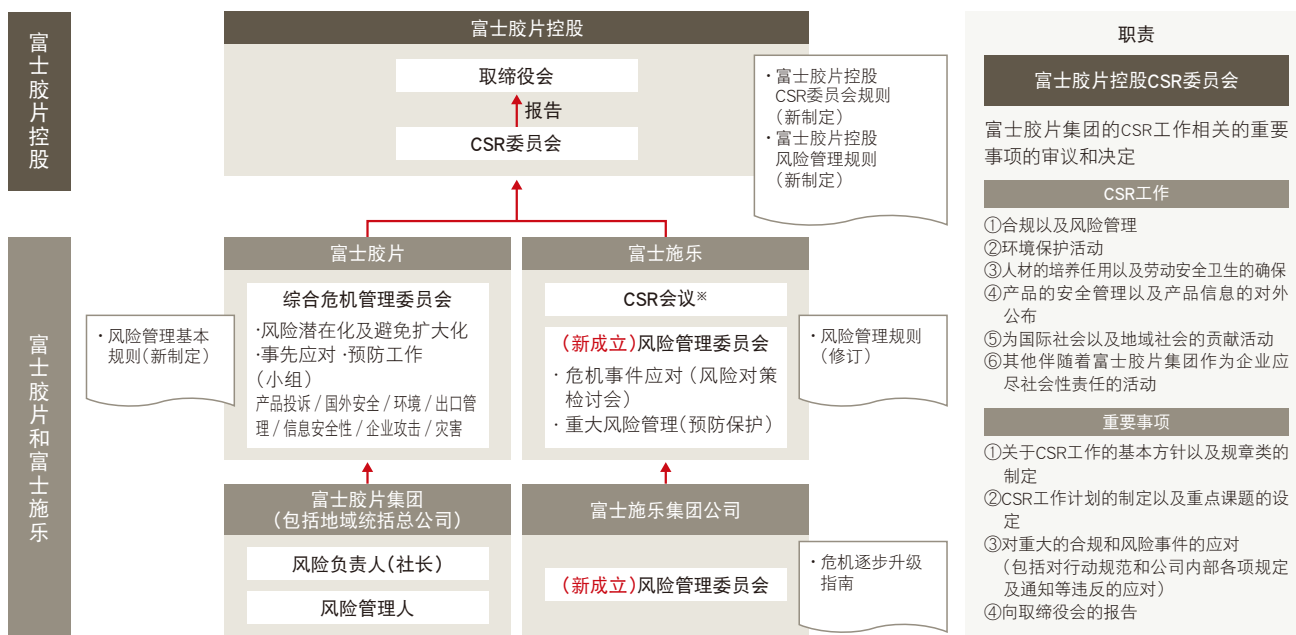 富士胶片控股
富士胶片控股
取缔役会
报告
CSR委员会
・富士胶片控股
CSR委员会规则
（新制定）
・富士胶片控股
风险管理规则
（新制定）
富士胶片和富士施乐
富士胶片
综合危机管理委员会
·风险潜在化及避免扩大化
·事先应对 ·预防工作
（小组）
产品投诉 / 国外安全 / 环境 / 出口管
理 / 信息安全性 / 企业攻击 / 灾害
・风险管理基本
规则（新制定）
富士施乐
CSR会议※
（新成立）风险管理委员会
・危机事件应对（风险对策
检讨会）
・重大风险管理（预防保护）
・风险管理规则
（修订）
富士胶片集团
（包括地域统括总公司）
风险负责人（社长）
风险管理人
富士施乐集团公司
（新成立）风险管理委员会
・危机逐步升级
指南
职责
富士胶片控股CSR委员会
富士胶片集团的CSR工作相关的重要
事项的审议和决定
CSR工作
①合规以及风险管理
②环境保护活动
③人材的培养任用以及劳动安全卫生的确保
④产品的安全管理以及产品信息的对外
公布
⑤为国际社会以及地域社会的贡献活动
⑥其他伴随着富士胶片集团作为企业应
尽社会性责任的活动
重要事项
①关于CSR工作的基本方针以及规章类的
制定
②CSR工作计划的制定以及重点课题的设
定
③对重大的合规和风险事件的应对
（包括对行动规范和公司内部各项规定
及通知等违反的应对）
④向取缔役会的报告